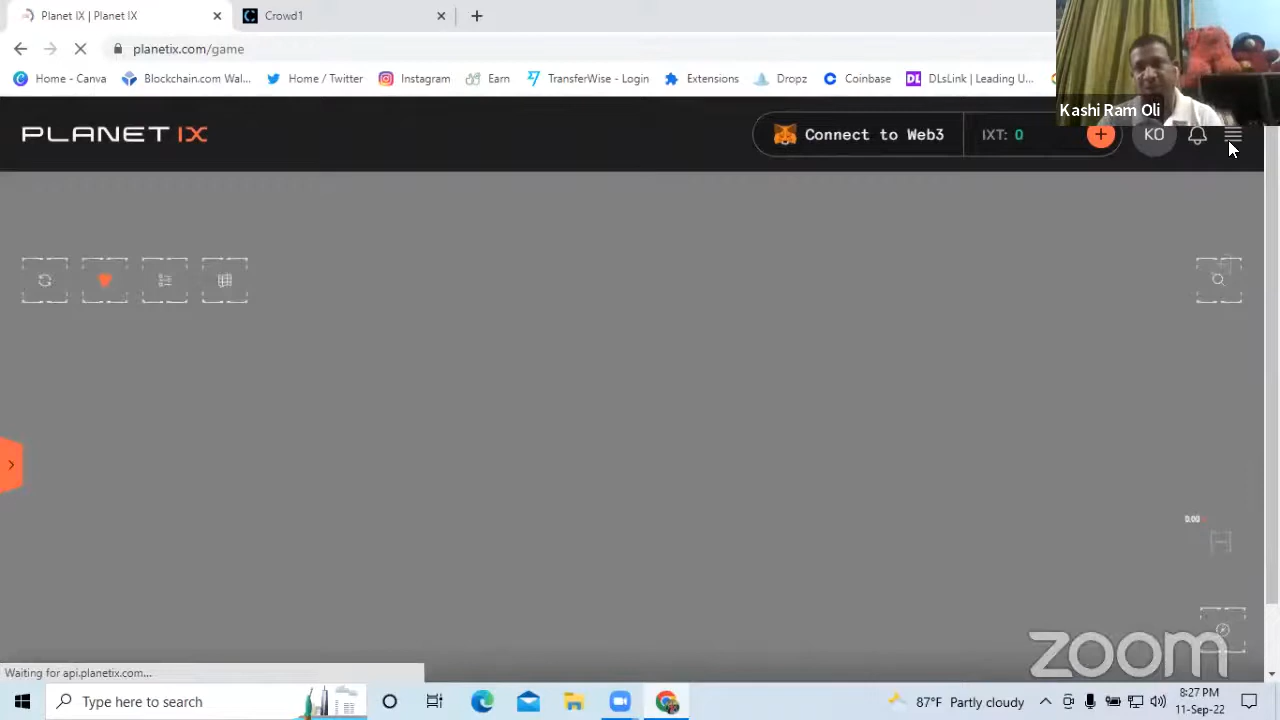 Planet IX | Planet IX
Crowd1
planetix.com/game
Home - Canva
Blockchain.com Wal...
Home / Twitter
Instagram
Earn
TransferWise - Login
Extensions
Dropz
Coinbase
DLsLink | Leading U...
Kashi Ram Oli
PLANET IX
Connect to Web3
IXT: 0
KO
0.00
zoom
Waiting for api.planetix.com...
Type here to search
87°F Partly cloudy
8:27 PM
11-Sep-22